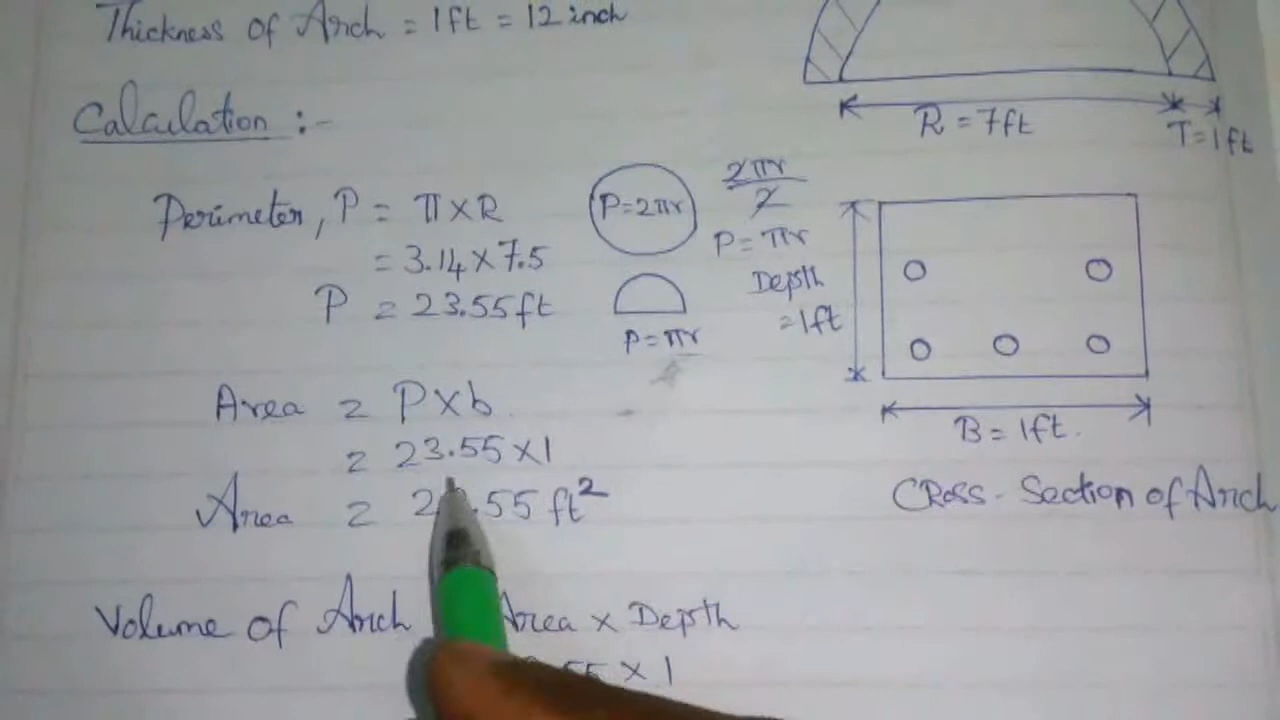 Thickness of Arch = 1ft = 12 inch
Calculation :-
R = 7ft
T = 1ft
Perimeter, P = π x R
= 3.14 x 7.5
P = 23.55 ft
P = 2πr
2πr
2
P = πr
P = πr
Depth
= 1ft
B = 1ft.
Cross - Section of Arch
Area = P x b
= 23.55 x 1
Area = .55 ft²
Volume of Arch Area x Depth
x 1